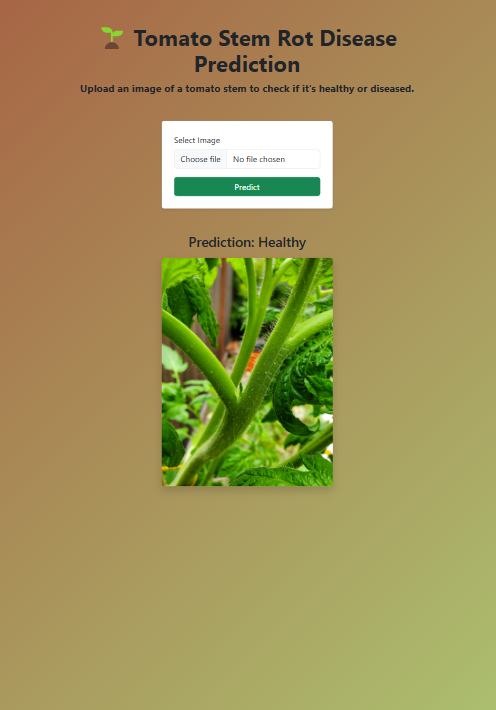 🌱 Tomato Stem Rot Disease
Prediction
Upload an image of a tomato stem to check if it's healthy or diseased.
Select Image
Choose file No file chosen
Predict
Prediction: Healthy